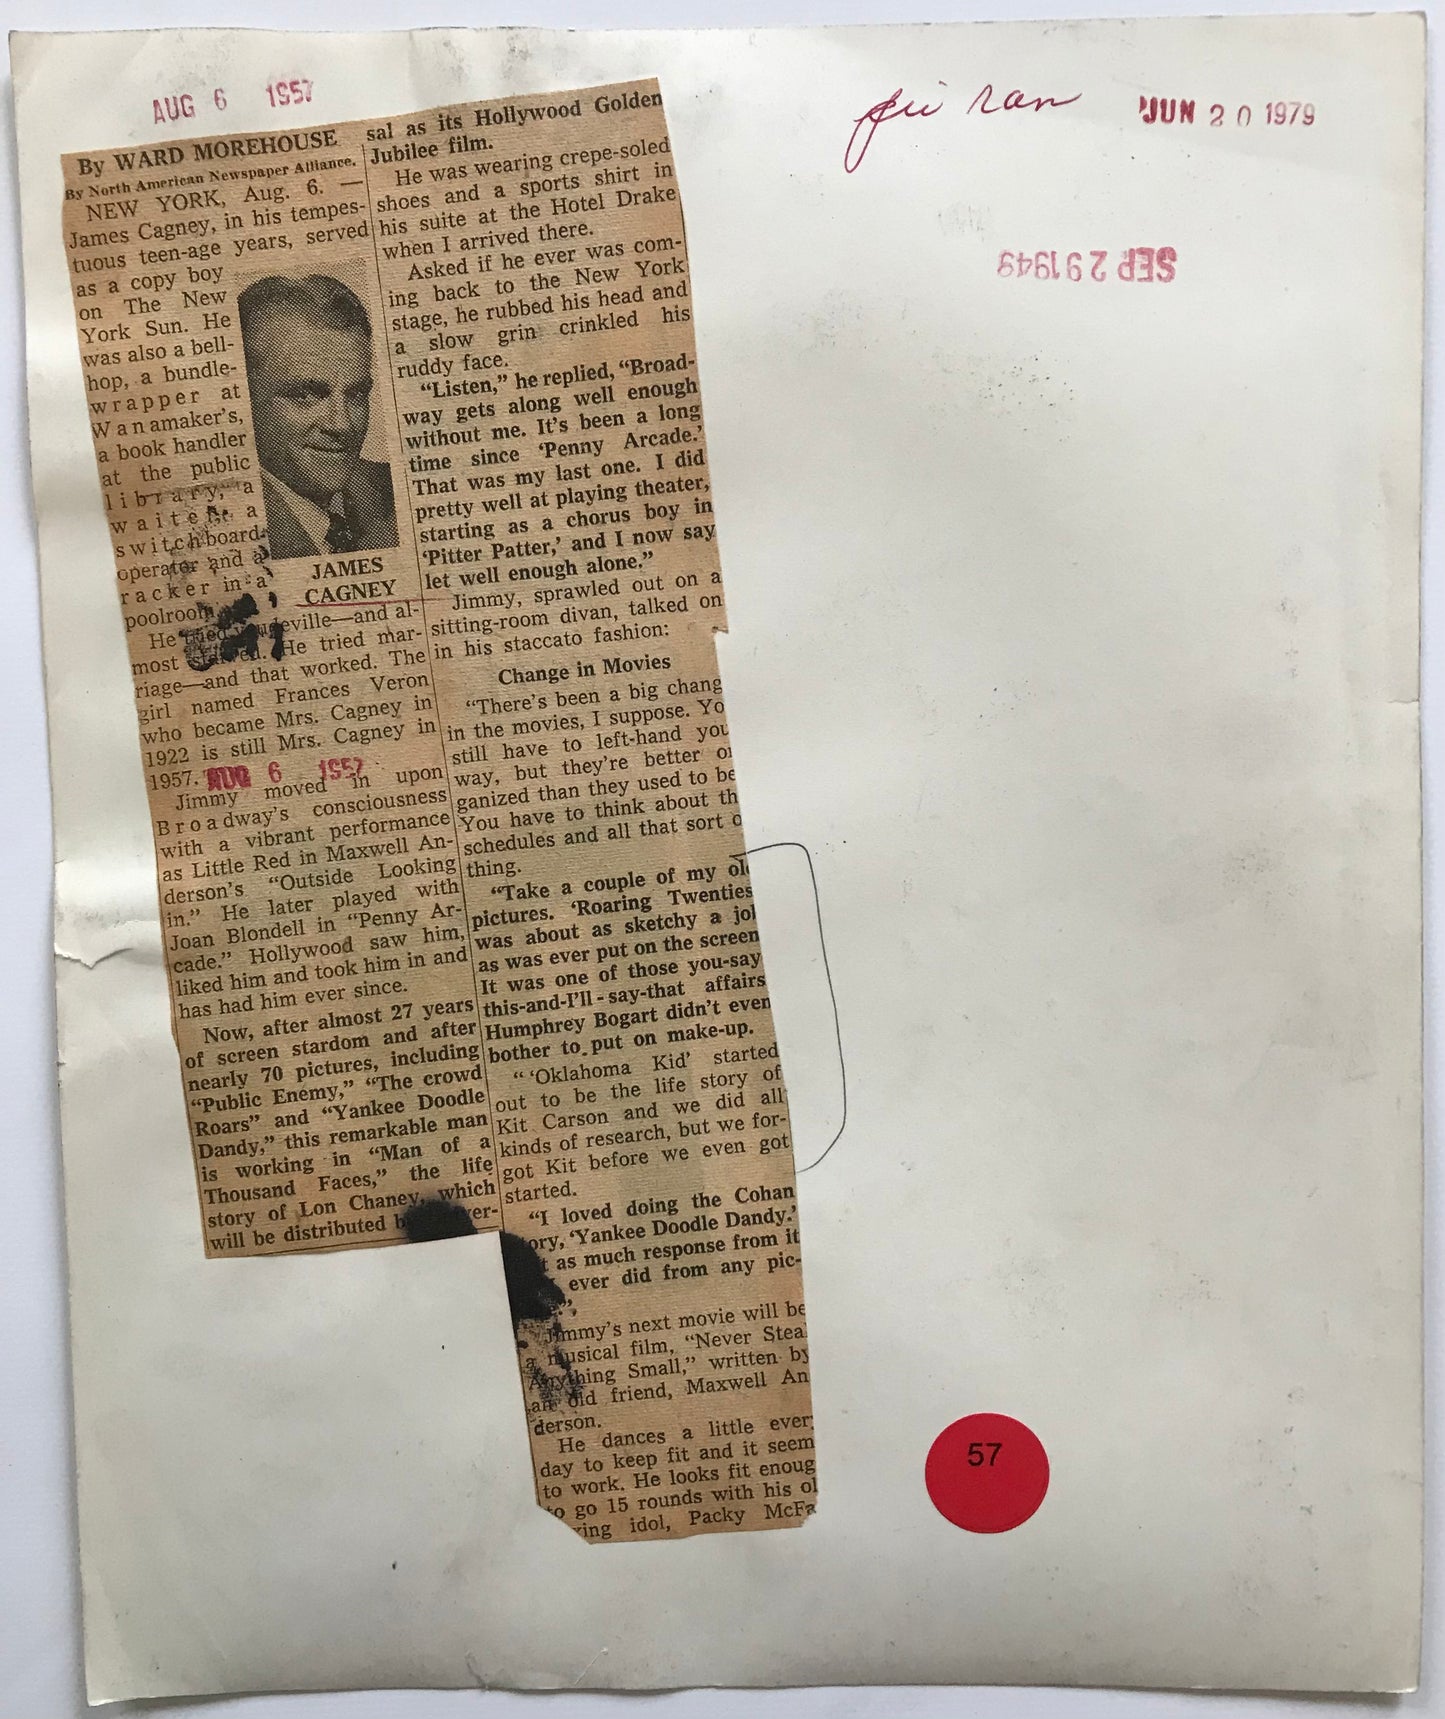 AUG 6 1957
JUN 20 1979
SEP 29 1949
By WARD MOREHOUSE
By North American Newspaper Alliance.
NEW YORK, Aug. 6. —
James Cagney, in his tempes-
tuous teen-age years, served
as a copy boy
on The New
York Sun. He
was also a bell-
hop, a bundle-
wrapper at
Wanamaker's,
a book handler
at the public
library, a
waiter, a
switchboard
operator and a
racker in a
poolroom.
JAMES
CAGNEY
He tried vaudeville—and al-
most starved. He tried mar-
riage—and that worked. The
girl named Frances Veron
who became Mrs. Cagney in
1922 is still Mrs. Cagney in
1957.
AUG 6 1957
Jimmy moved in upon
Broadway's consciousness
with a vibrant performance
as Little Red in Maxwell An-
derson's "Outside Looking
in." He later played with
Joan Blondell in "Penny Ar-
cade." Hollywood saw him,
liked him and took him in and
has had him ever since.
Now, after almost 27 years
of screen stardom and after
nearly 70 pictures, including
"Public Enemy," "The crowd
Roars" and "Yankee Doodle
Dandy," this remarkable man
is working in "Man of a
Thousand Faces," the life
story of Lon Chaney, which
will be distributed ver-
sal as its Hollywood Golden
Jubilee film.
He was wearing crepe-soled
shoes and a sports shirt in
his suite at the Hotel Drake
when I arrived there.
Asked if he ever was com-
ing back to the New York
stage, he rubbed his head and
a slow grin crinkled his
ruddy face.
"Listen," he replied, "Broad-
way gets along well enough
without me. It's been a long
time since 'Penny Arcade.'
That was my last one. I did
pretty well at playing theater,
starting as a chorus boy in
'Pitter Patter,' and I now say
let well enough alone."
Jimmy, sprawled out on a
sitting-room divan, talked on
in his staccato fashion:
Change in Movies
"There's been a big chang
in the movies, I suppose. Yo
still have to left-hand you
way, but they're better or
ganized than they used to be
You have to think about th
schedules and all that sort o
thing.
"Take a couple of my old
pictures. 'Roaring Twenties
was about as sketchy a jo
as was ever put on the screen
It was one of those you-say
this-and-I'll-say-that affairs
Humphrey Bogart didn't even
bother to put on make-up.
" 'Oklahoma Kid' started
out to be the life story of
Kit Carson and we did all
kinds of research, but we for-
got Kit before we even got
started.
"I loved doing the Cohan
ory, 'Yankee Doodle Dandy.'
as much response from it
ever did from any pic-
Jimmy's next movie will be
a musical film, "Never Stea
Anything Small," written by
an old friend, Maxwell An
derson.
He dances a little ever
day to keep fit and it seem
to work. He looks fit enoug
to go 15 rounds with his ol
ing idol, Packy McFa
57